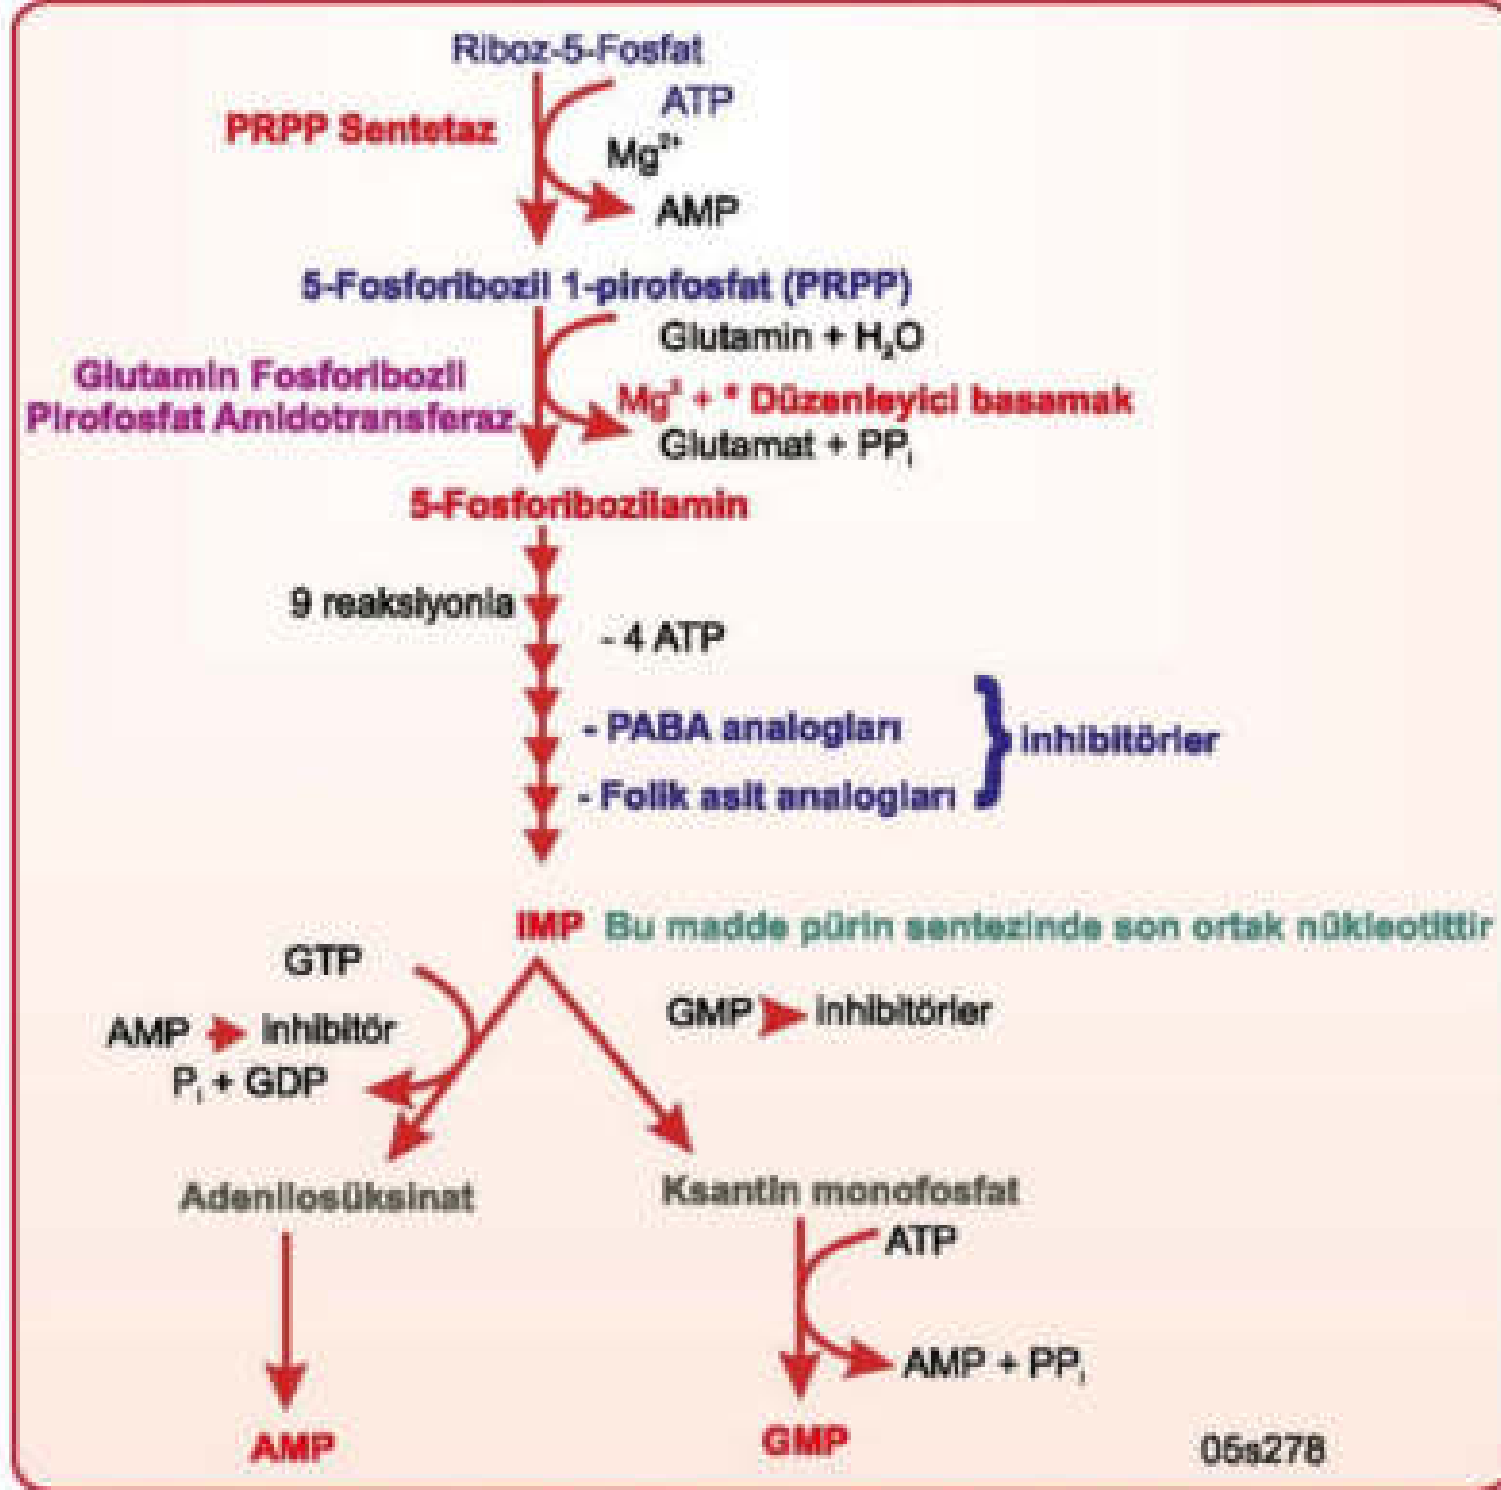 Riboz-5-Fosfat
ATP
PRPP Sentetaz
Mg²⁺
AMP
5-Fosforibozil 1-pirofosfat (PRPP)
Glutamin + H₂O
Glutamin Fosforibozil
Pirofosfat Amidotransferaz
Mg² + * Düzenleyici basamak
Glutamat + PPᵢ
5-Fosforibozilamin
9 reaksiyonla
- 4 ATP
- PABA analogları
inhibitörler
- Folik asit analogları
IMP Bu madde pürin sentezinde son ortak nükleotittir
GTP
GMP inhibitörler
AMP inhibitör
Pᵢ + GDP
Adenilosüksinat
Ksantin monofosfat
ATP
AMP + PPᵢ
AMP
GMP
05s278